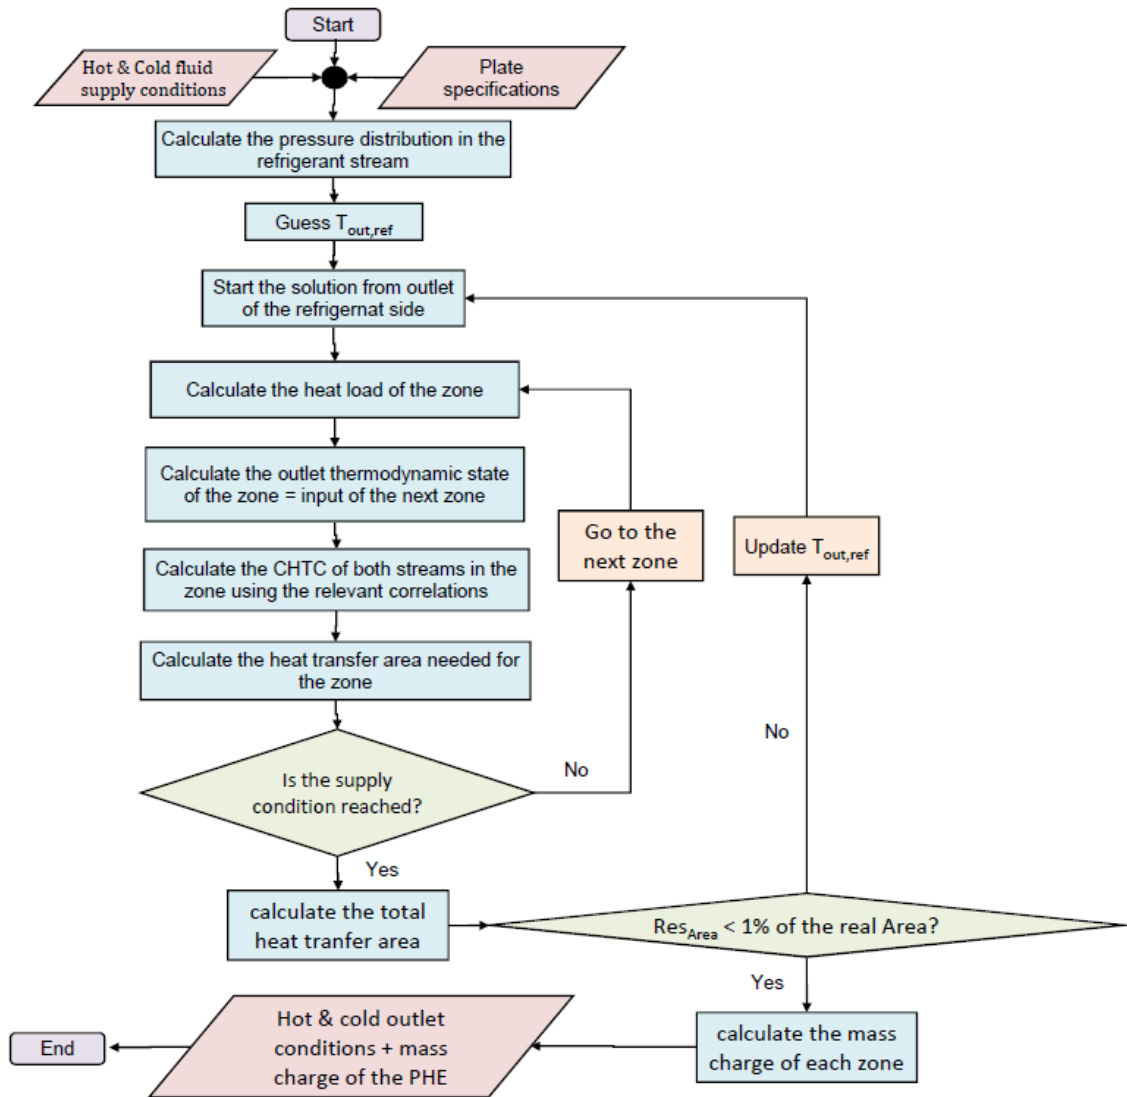 Start
Hot & Cold fluid
supply conditions
Plate
specifications
Calculate the pressure distribution in the
refrigerant stream
Guess Tout,ref
Start the solution from outlet
of the refrigernat side
Calculate the heat load of the zone
Calculate the outlet thermodynamic state
of the zone = input of the next zone
Go to the
next zone
Update Tout,ref
Calculate the CHTC of both streams in the
zone using the relevant correlations
Calculate the heat transfer area needed for
the zone
No
Is the supply
condition reached?
No
Yes
calculate the total
heat tranfer area
ResArea < 1% of the real Area?
Yes
calculate the mass
charge of each zone
Hot & cold outlet
conditions + mass
charge of the PHE
End